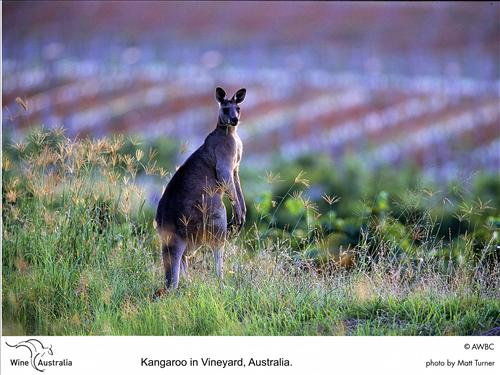 © AWBC
Wine Australia
Kangaroo in Vineyard, Australia.
photo by Matt Turner